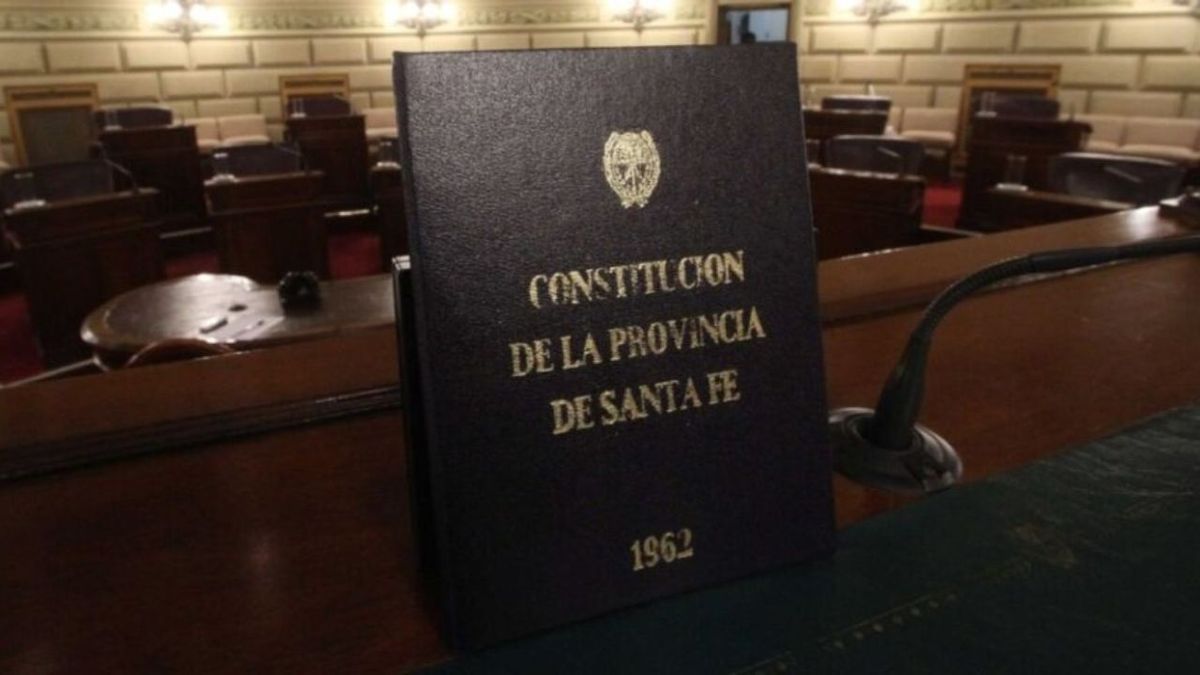 CONSTITUCION
DE LA PROVINCIA
DE SANTA FE
1962